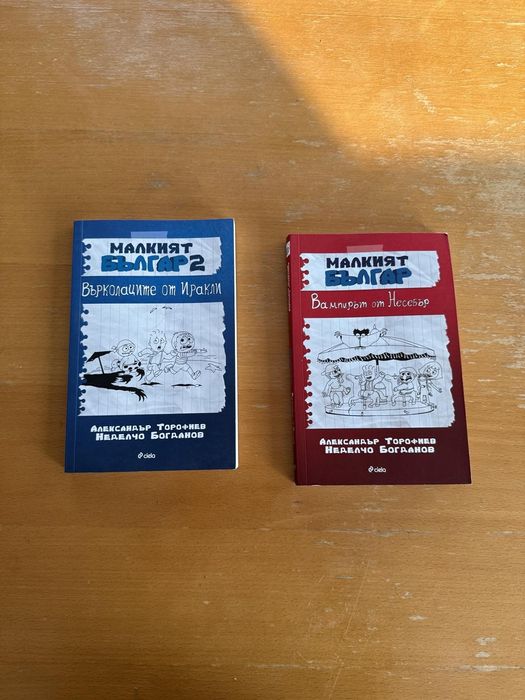 МАЛКИЯТ
БЪЛГАР 2
Върколаците от Иракли
Александър Торофиев
Неделчо Богданов
ciela
МАЛКИЯТ
БЪЛГАР
Вампирът от Несебър
Александър Торофиев
Неделчо Богданов
ciela